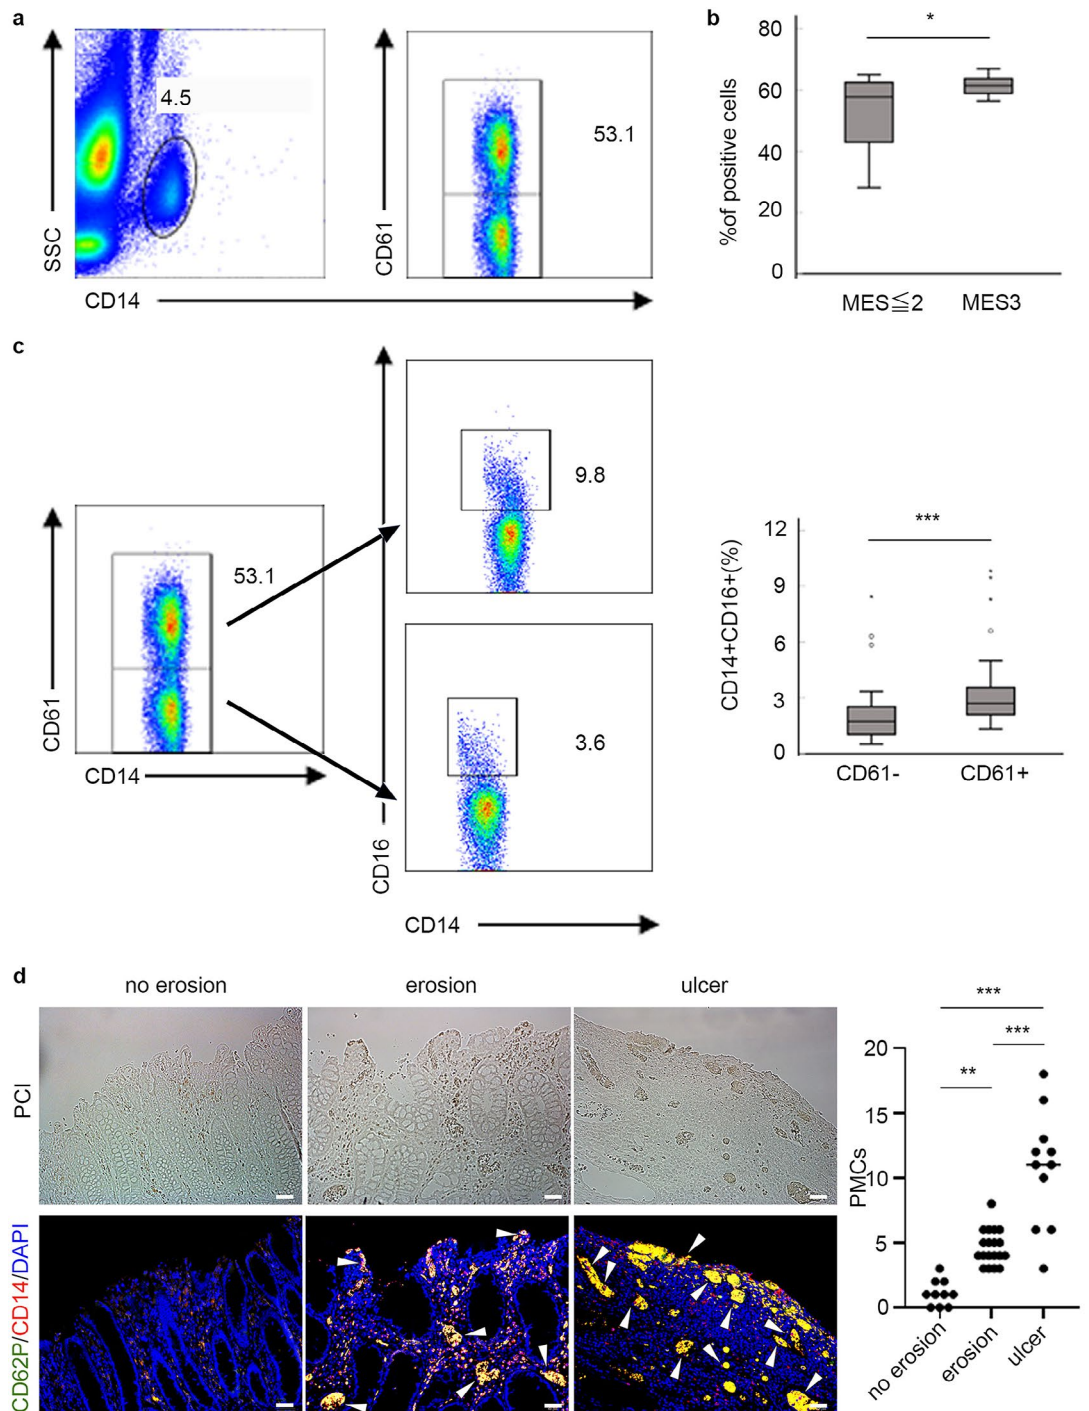 a
SSC
4.5
CD14
CD61
53.1
b
%of positive cells
80
60
40
20
0
*
MES≦2
MES3
c
CD61
53.1
CD14
CD16
9.8
3.6
CD14
CD14+CD16+(%)
12
9
6
3
0
***
CD61-
CD61+
d
no erosion
erosion
ulcer
PCI
CD62P/CD14/DAPI
PMCs
20
15
10
5
0
***
***
**
no erosion
erosion
ulcer